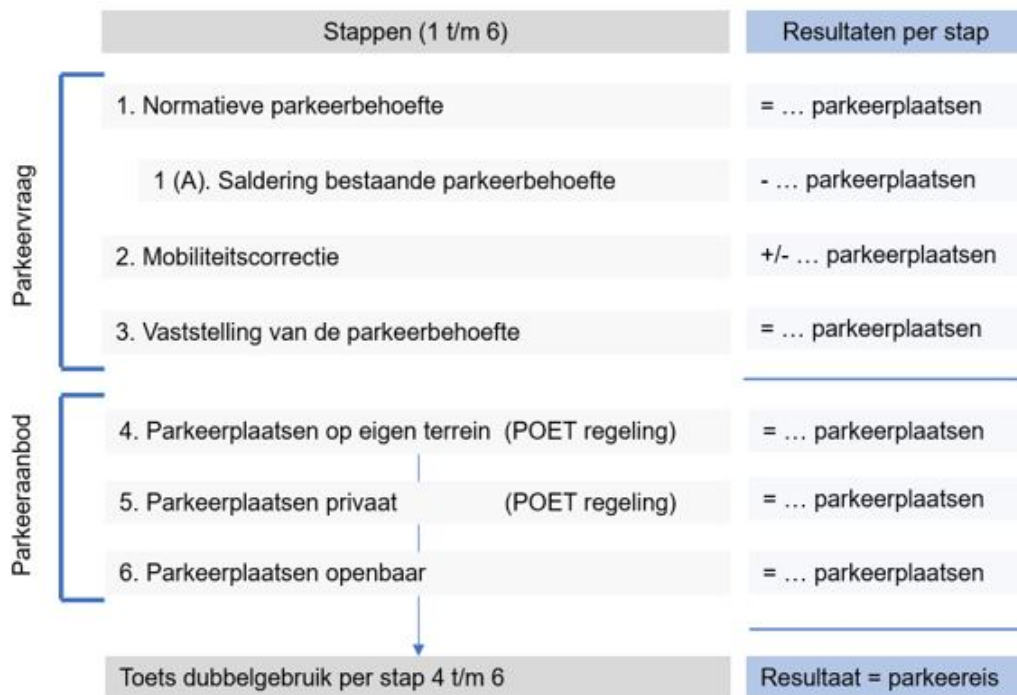 Stappen (1 t/m 6)
Resultaten per stap
Parkeervraag
1. Normatieve parkeerbehoefte
= … parkeerplaatsen
1 (A). Saldering bestaande parkeerbehoefte
- … parkeerplaatsen
2. Mobiliteitscorrectie
+/- … parkeerplaatsen
3. Vaststelling van de parkeerbehoefte
= … parkeerplaatsen
Parkeeraanbod
4. Parkeerplaatsen op eigen terrein (POET regeling)
= … parkeerplaatsen
5. Parkeerplaatsen privaat (POET regeling)
= … parkeerplaatsen
6. Parkeerplaatsen openbaar
= … parkeerplaatsen
Toets dubbelgebruik per stap 4 t/m 6
Resultaat = parkeereis